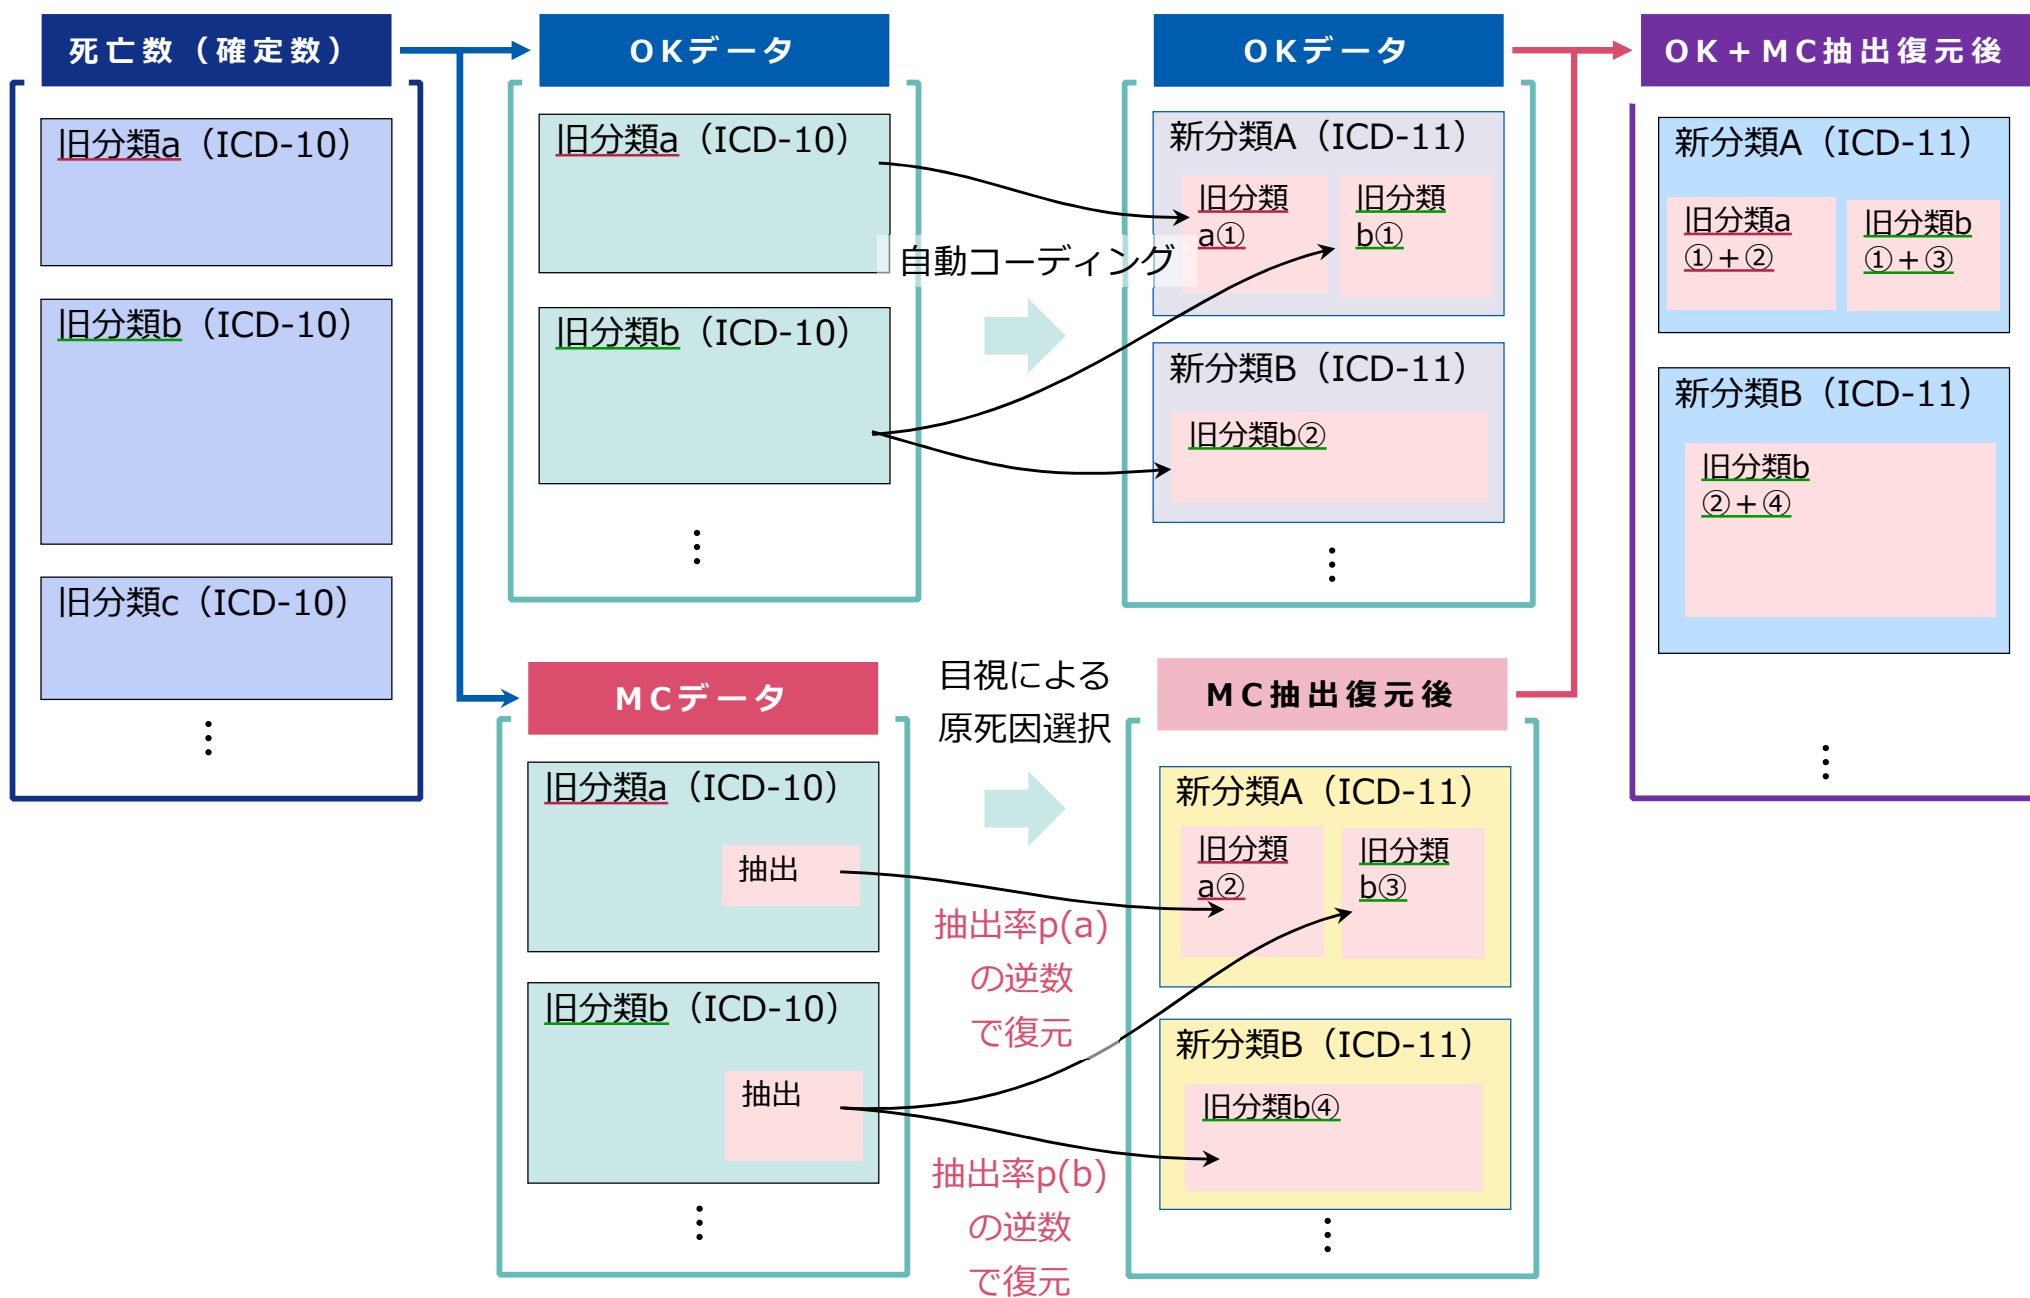 死亡数（確定数）
旧分類a（ICD-10）
旧分類b（ICD-10）
旧分類c（ICD-10）
⋮
OKデータ
旧分類a（ICD-10）
旧分類b（ICD-10）
⋮
自動コーディング
OKデータ
新分類A（ICD-11）
旧分類
a①
旧分類
b①
新分類B（ICD-11）
旧分類b②
⋮
MCデータ
旧分類a（ICD-10）
抽出
旧分類b（ICD-10）
抽出
⋮
目視による
原死因選択
抽出率p(a)
の逆数
で復元
抽出率p(b)
の逆数
で復元
MC抽出復元後
新分類A（ICD-11）
旧分類
a②
旧分類
b③
新分類B（ICD-11）
旧分類b④
⋮
OK＋MC抽出復元後
新分類A（ICD-11）
旧分類a
①＋②
旧分類b
①＋③
新分類B（ICD-11）
旧分類b
②＋④
⋮